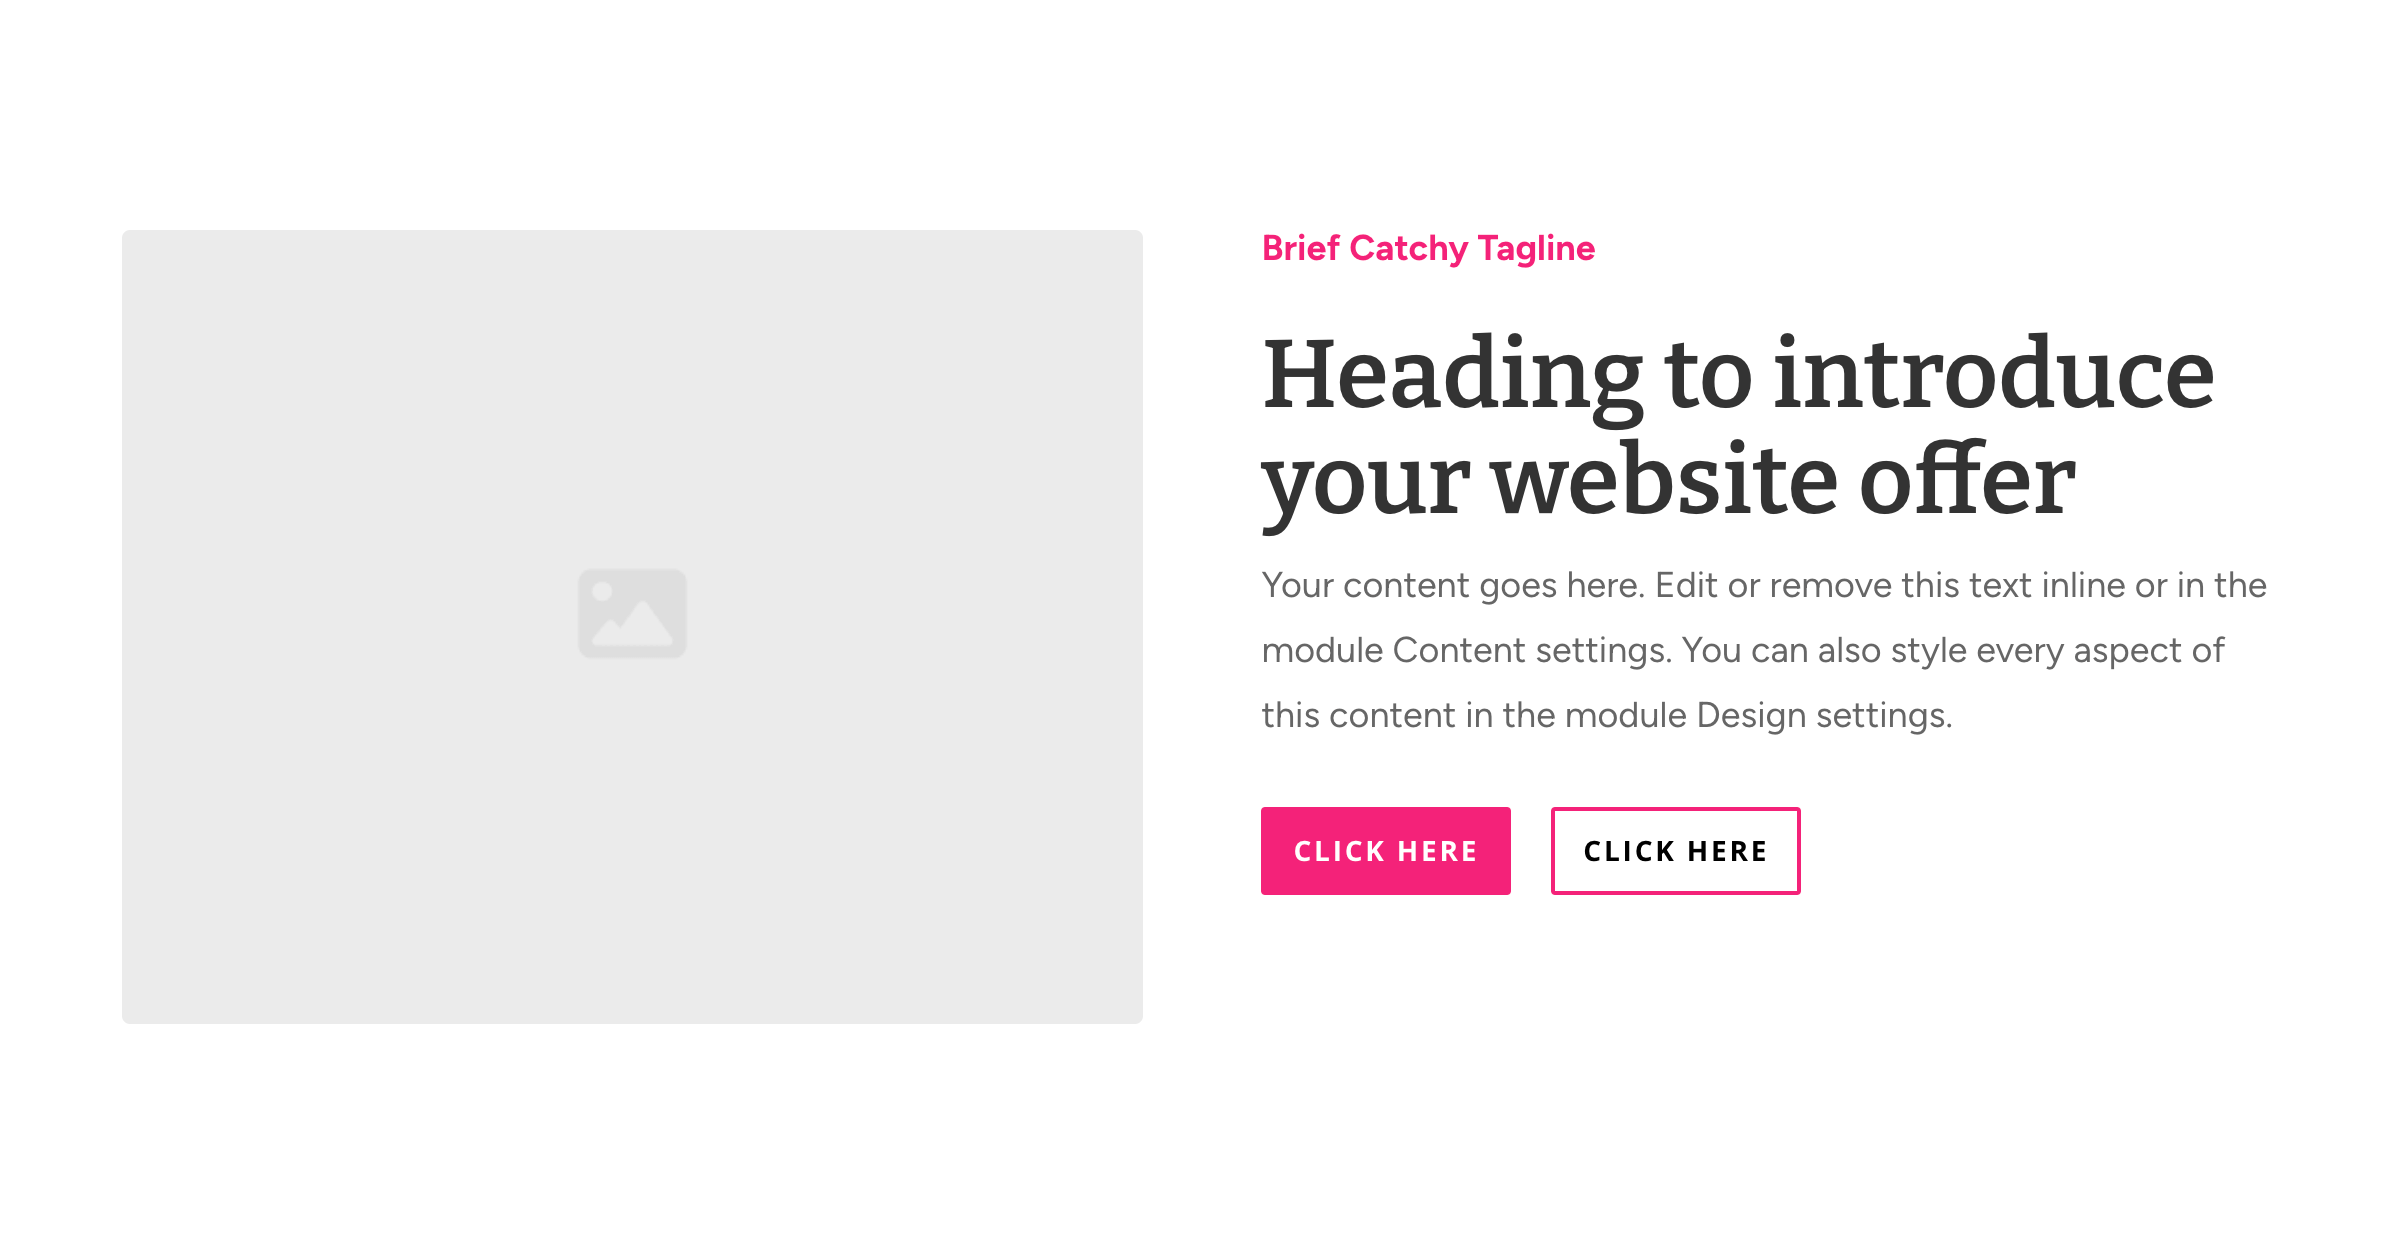 Brief Catchy Tagline
Heading to introduce
your website offer
Your content goes here. Edit or remove this text inline or in the
module Content settings. You can also style every aspect of
this content in the module Design settings.
CLICK HERE
CLICK HERE